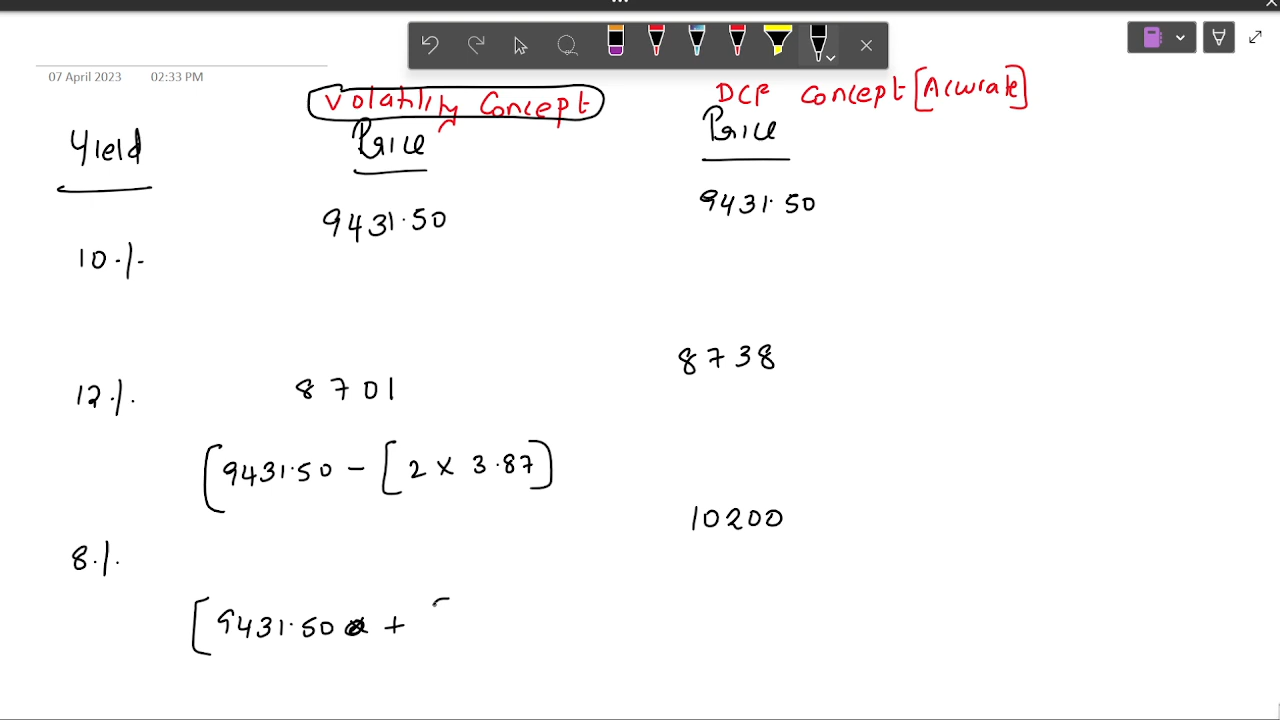 07 April 2023 02:33 PM
Volatility Concept
DCF Concept [Accurate]
Yield Price Price
9431.50 9431.50
10%
8738
12% 8701
[9431.50 - [2 x 3.87]
10200
8%
[9431.50 +